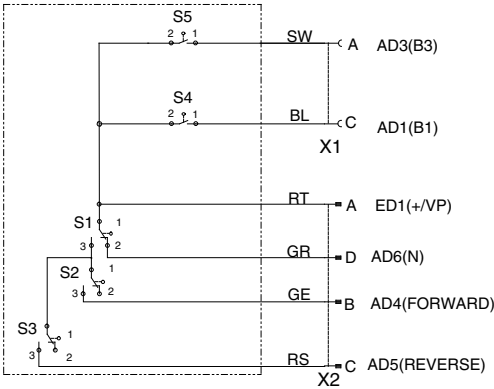 S5
2 1 SW A AD3(B3)
S4
2 1 BL C AD1(B1)
X1
RT A ED1(+/VP)
S1 1
3 2 GR D AD6(N)
S2 1
3 2 GE B AD4(FORWARD)
S3 1
3 2 RS C AD5(REVERSE)
X2